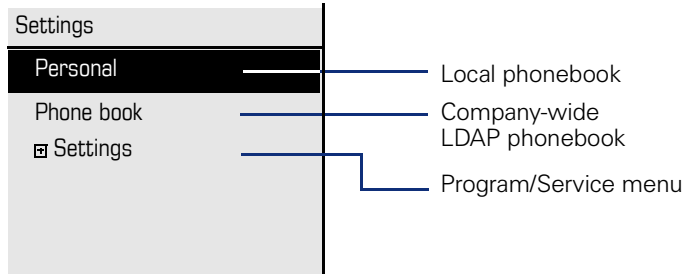 Settings
Personal
Phone book
Settings
Local phonebook
Company-wide
LDAP phonebook
Program/Service menu